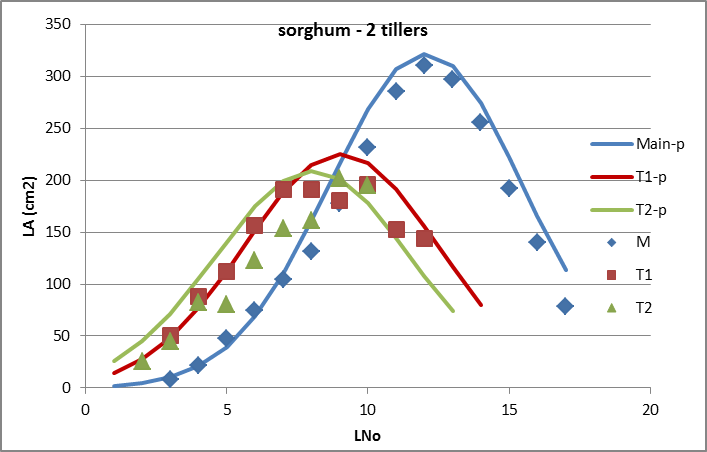 sorghum - 2 tillers
350
300
250
200
150
100
50
0
LA (cm2)
0 5 10 15 20
LNo
Main-p
T1-p
T2-p
M
T1
T2